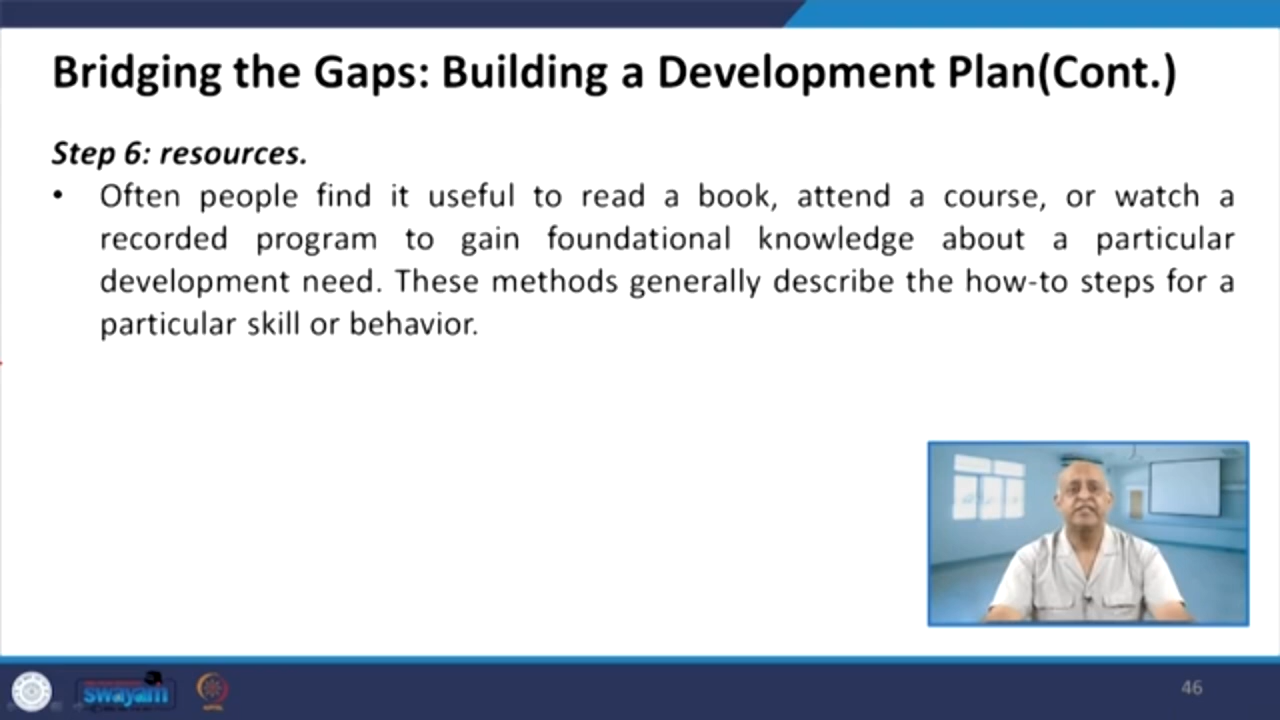 Bridging the Gaps: Building a Development Plan(Cont.)
Step 6: resources.
• Often people find it useful to read a book, attend a course, or watch a
recorded program to gain foundational knowledge about a particular
development need. These methods generally describe the how-to steps for a
particular skill or behavior.
swayam
46